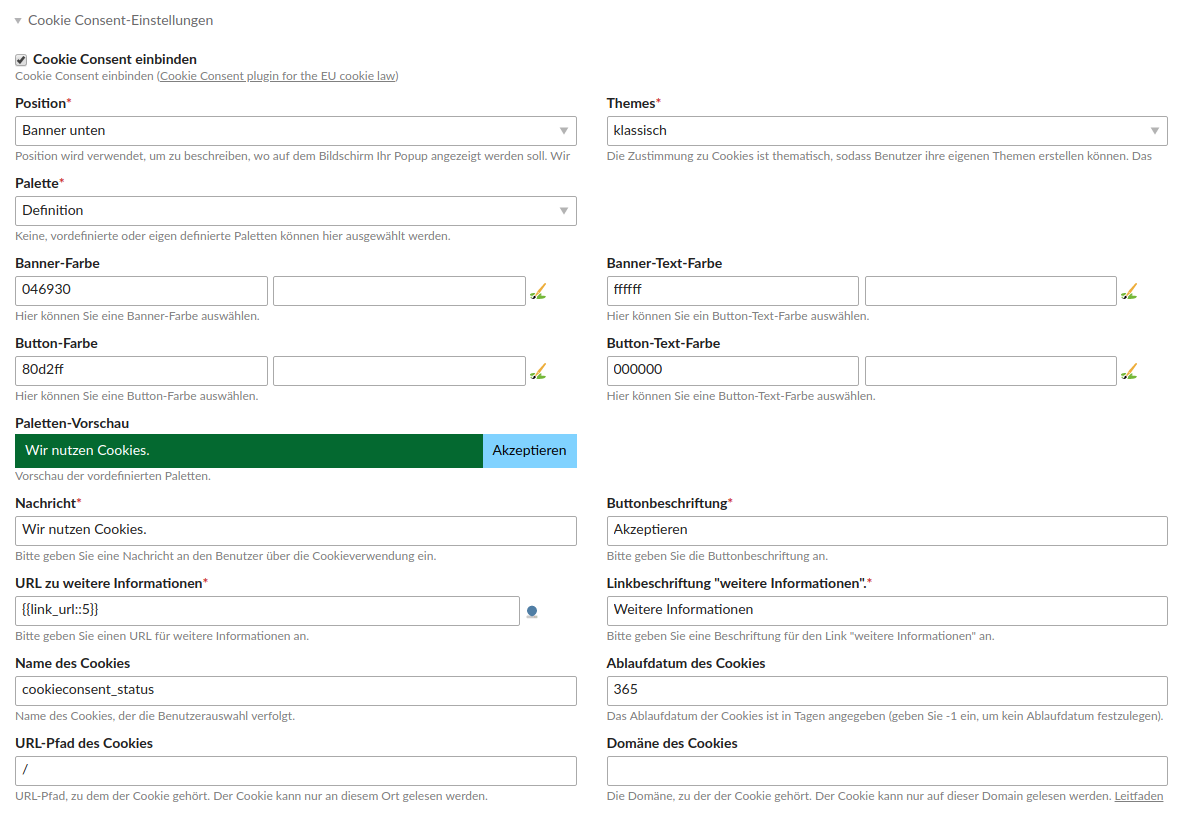 Cookie Consent-Einstellungen
Cookie Consent einbinden
Cookie Consent einbinden (Cookie Consent plugin for the EU cookie law)
Position*
Themes*
Banner unten
klassisch
Position wird verwendet, um zu beschreiben, wo auf dem Bildschirm Ihr Popup angezeigt werden soll. Wir
Die Zustimmung zu Cookies ist thematisch, sodass Benutzer ihre eigenen Themen erstellen können. Das
Palette*
Definition
Keine, vordefinierte oder eigen definierte Paletten können hier ausgewählt werden.
Banner-Farbe
Banner-Text-Farbe
046930
ffffff
Hier können Sie eine Banner-Farbe auswählen.
Hier können Sie ein Button-Text-Farbe auswählen.
Button-Farbe
Button-Text-Farbe
80d2ff
000000
Hier können Sie eine Button-Farbe auswählen.
Hier können Sie eine Button-Text-Farbe auswählen.
Paletten-Vorschau
Wir nutzen Cookies.
Akzeptieren
Vorschau der vordefinierten Paletten.
Nachricht*
Buttonbeschriftung*
Wir nutzen Cookies.
Akzeptieren
Bitte geben Sie eine Nachricht an den Benutzer über die Cookieverwendung ein.
Bitte geben Sie die Buttonbeschriftung an.
URL zu weitere Informationen*
Linkbeschriftung "weitere Informationen".*
{{link_url::5}}
Weitere Informationen
Bitte geben Sie einen URL für weitere Informationen an.
Bitte geben Sie eine Beschriftung für den Link "weitere Informationen" an.
Name des Cookies
Ablaufdatum des Cookies
cookieconsent_status
365
Name des Cookies, der die Benutzerauswahl verfolgt.
Das Ablaufdatum der Cookies ist in Tagen angegeben (geben Sie -1 ein, um kein Ablaufdatum festzulegen).
URL-Pfad des Cookies
Domäne des Cookies
/
URL-Pfad, zu dem der Cookie gehört. Der Cookie kann nur an diesem Ort gelesen werden.
Die Domäne, zu der der Cookie gehört. Der Cookie kann nur auf dieser Domain gelesen werden. Leitfaden